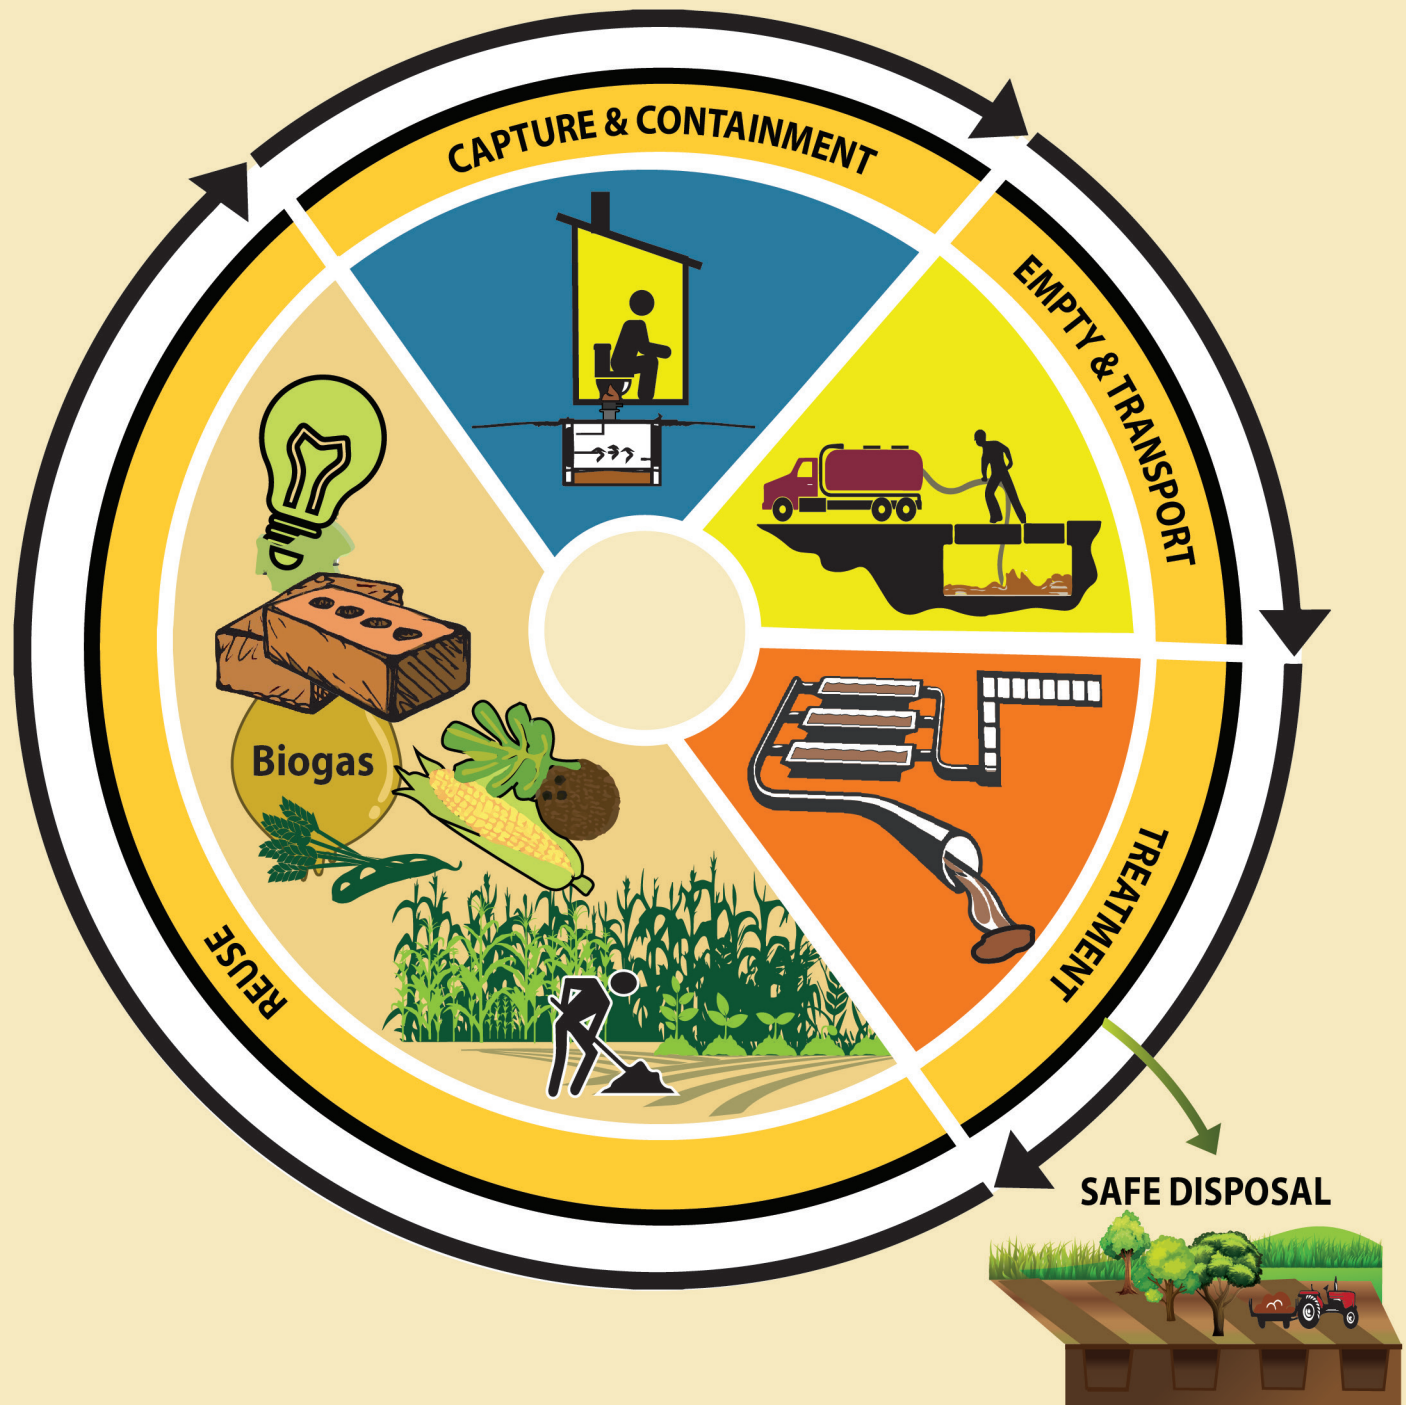 CAPTURE & CONTAINMENT
EMPTY & TRANSPORT
TREATMENT
SAFE DISPOSAL
REUSE
Biogas